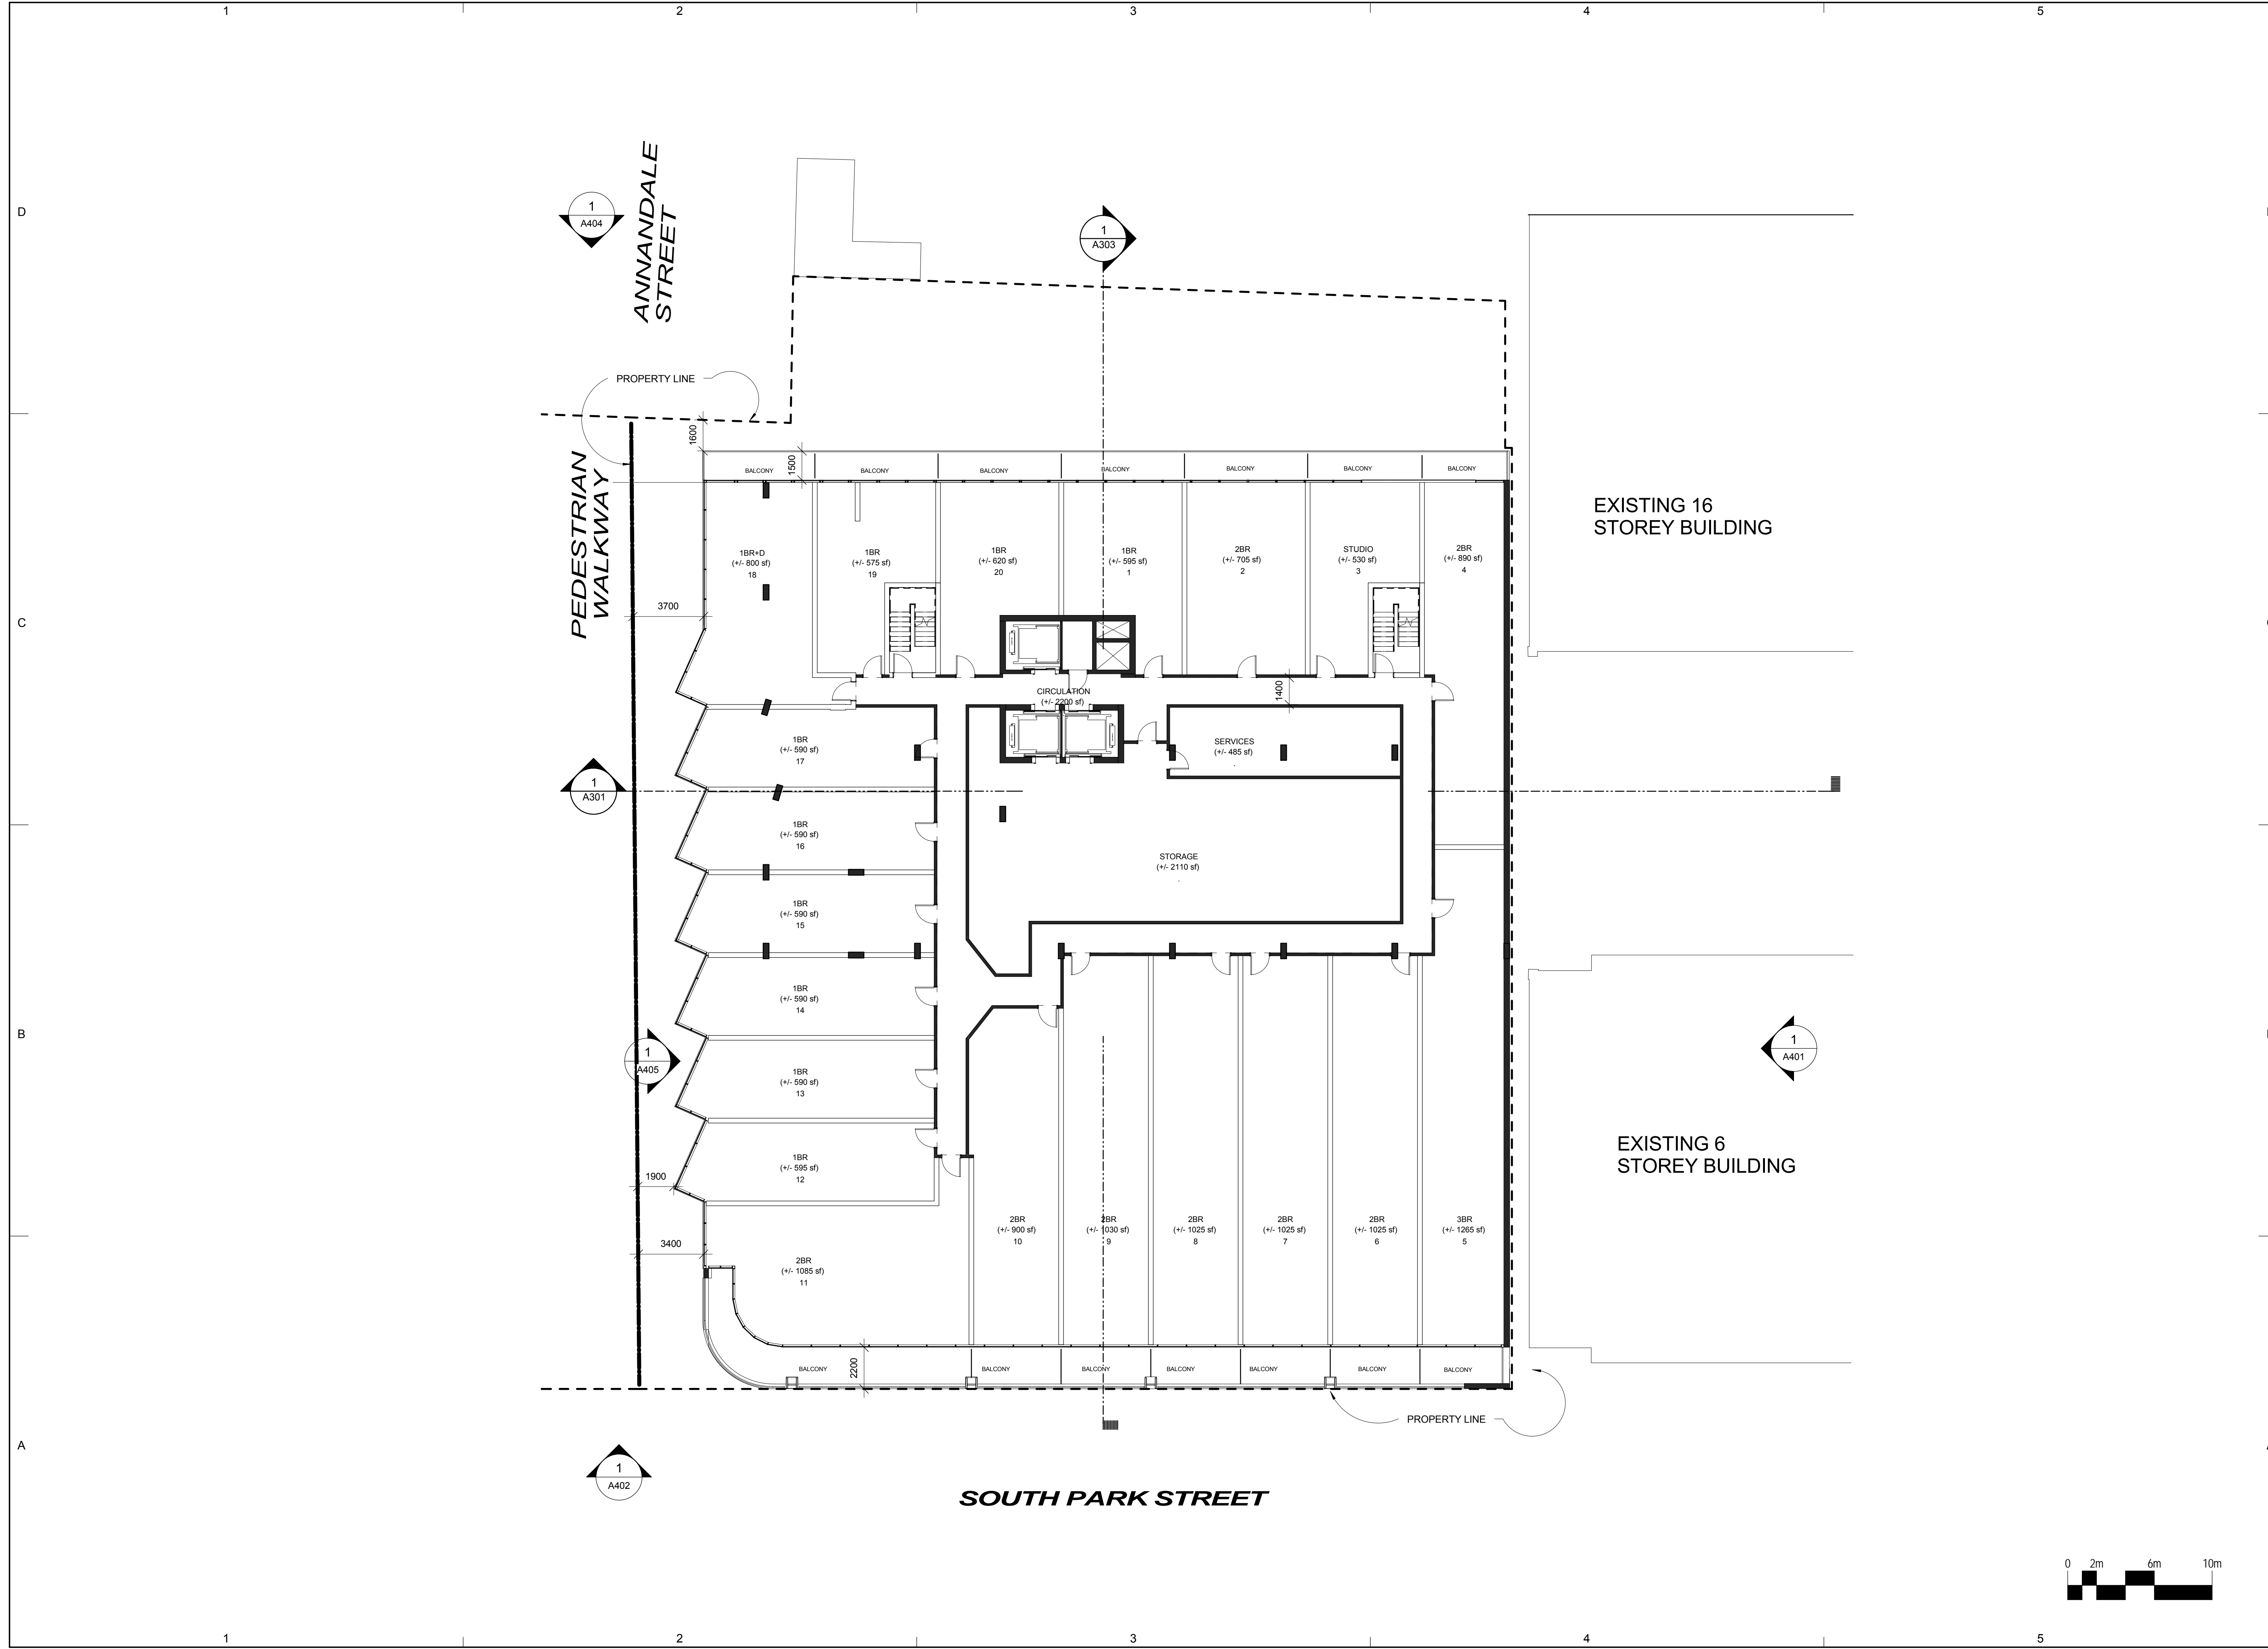 1
2
3
4
5
D
C
B
A
1
A404
ANNANDALE
STREET
1
A303
PROPERTY LINE
PEDESTRIAN
WALKWAY
1600
1500
BALCONY
BALCONY
BALCONY
BALCONY
BALCONY
BALCONY
BALCONY
EXISTING 16
STOREY BUILDING
1BR+D
(+/- 800 sf)
18
1BR
(+/- 575 sf)
19
1BR
(+/- 620 sf)
20
1BR
(+/- 595 sf)
1
2BR
(+/- 705 sf)
2
STUDIO
(+/- 530 sf)
3
2BR
(+/- 890 sf)
4
3700
CIRCULATION
(+/- 2200 sf)
1400
1BR
(+/- 590 sf)
17
SERVICES
(+/- 485 sf)
.
1
A301
1BR
(+/- 590 sf)
16
STORAGE
(+/- 2110 sf)
.
1BR
(+/- 590 sf)
15
1BR
(+/- 590 sf)
14
1
A405
1
A401
1BR
(+/- 590 sf)
13
EXISTING 6
STOREY BUILDING
1BR
(+/- 595 sf)
12
1900
3400
2BR
(+/- 1085 sf)
11
2BR
(+/- 900 sf)
10
2BR
(+/- 1030 sf)
9
2BR
(+/- 1025 sf)
8
2BR
(+/- 1025 sf)
7
2BR
(+/- 1025 sf)
6
3BR
(+/- 1265 sf)
5
2200
BALCONY
BALCONY
BALCONY
BALCONY
BALCONY
BALCONY
BALCONY
PROPERTY LINE
1
A402
SOUTH PARK STREET
0 2m 6m 10m
1
2
3
4
5